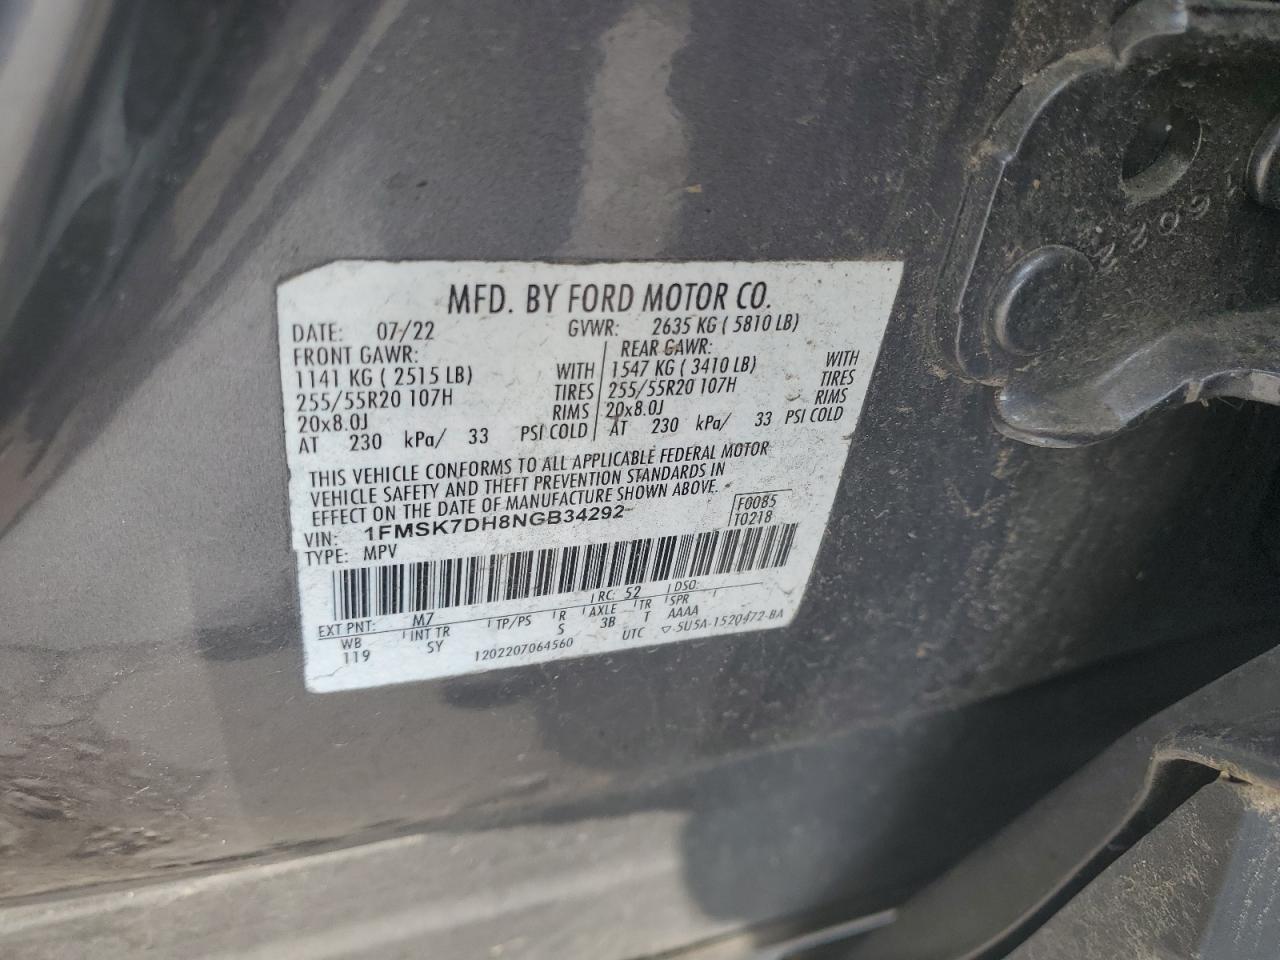 MFD. BY FORD MOTOR CO.
DATE: 07/22 GVWR: 2635 KG ( 5810 LB)
FRONT GAWR: REAR GAWR:
1141 KG ( 2515 LB) WITH 1547 KG ( 3410 LB) WITH
255/55R20 107H TIRES 255/55R20 107H TIRES
20x8.0J RIMS 20x8.0J RIMS
AT 230 kPa/ 33 PSI COLD AT 230 kPa/ 33 PSI COLD
THIS VEHICLE CONFORMS TO ALL APPLICABLE FEDERAL MOTOR
VEHICLE SAFETY AND THEFT PREVENTION STANDARDS IN
EFFECT ON THE DATE OF MANUFACTURE SHOWN ABOVE.
VIN: 1FMSK7DH8NGB34292 F0085
TYPE: MPV T0218
EXT PNT: M7 RC: 52 DSO:
WB INT TR TP/PS R AXLE TR SPR
119 SY S 3B T AAAA
1202207064560 UTC ▽-5U5A-1520472-BA